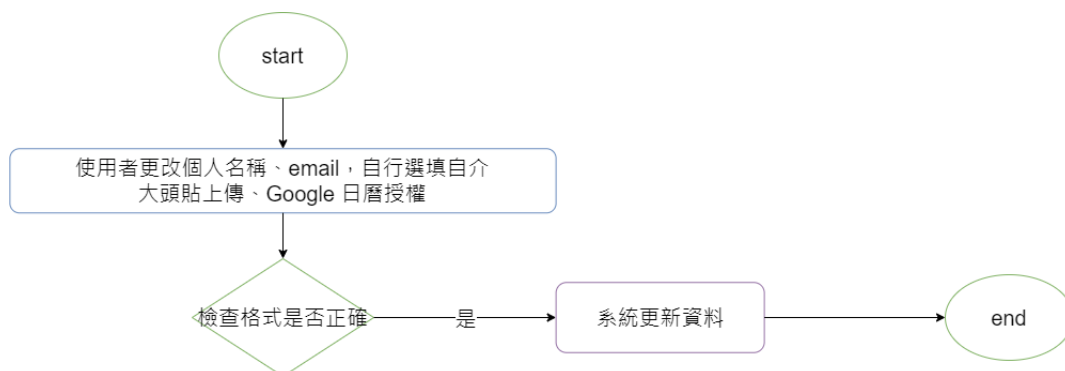 start
使用者更改個人名稱、email，自行選填自介
大頭貼上傳、Google 日曆授權
檢查格式是否正確
是
系統更新資料
end